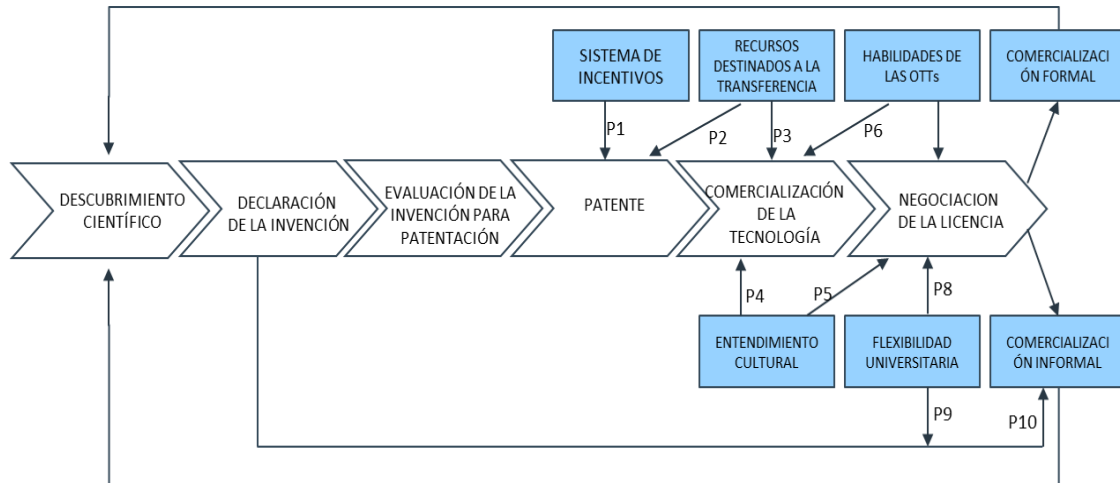 SISTEMA DE
INCENTIVOS
RECURSOS
DESTINADOS A LA
TRANSFERENCIA
HABILIDADES DE
LAS OTTs
COMERCIALIZACI
ÓN FORMAL
P1
P2
P3
P6
DESCUBRIMIENTO
CIENTÍFICO
DECLARACIÓN
DE LA INVENCIÓN
EVALUACIÓN DE LA
INVENCIÓN PARA
PATENTACIÓN
PATENTE
COMERCIALIZACIÓN
DE LA
TECNOLOGÍA
NEGOCIACION
DE LA LICENCIA
P4
P5
P8
ENTENDIMIENTO
CULTURAL
FLEXIBILIDAD
UNIVERSITARIA
COMERCIALIZACI
ÓN INFORMAL
P9
P10